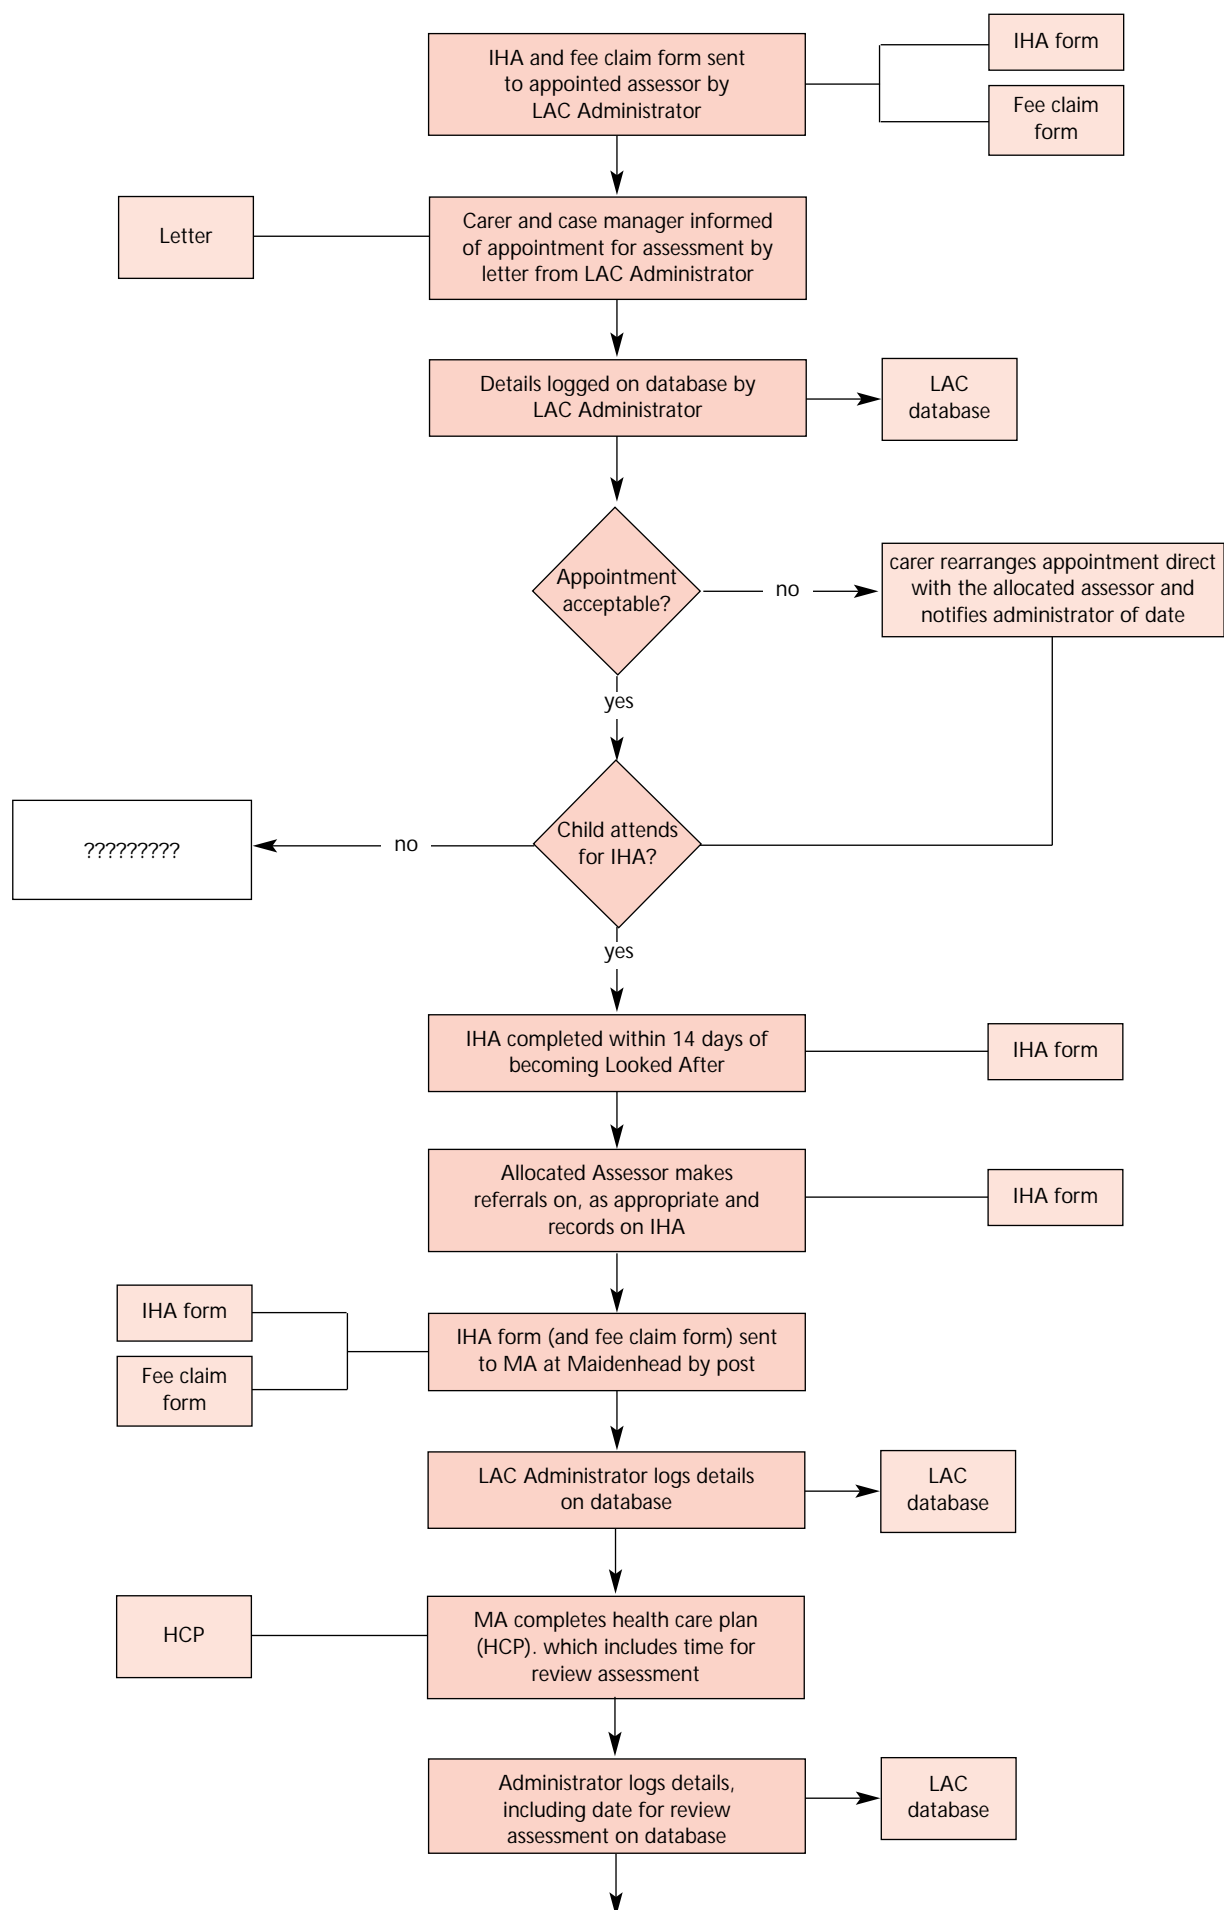 IHA and fee claim form sent
to appointed assessor by
LAC Administrator
IHA form
Fee claim
form
Letter
Carer and case manager informed
of appointment for assessment by
letter from LAC Administrator
Details logged on database by
LAC Administrator
LAC
database
Appointment
acceptable?
no
carer rearranges appointment direct
with the allocated assessor and
notifies administrator of date
yes
?????????
no
Child attends
for IHA?
yes
IHA completed within 14 days of
becoming Looked After
IHA form
Allocated Assessor makes
referrals on, as appropriate and
records on IHA
IHA form
IHA form
Fee claim
form
IHA form (and fee claim form) sent
to MA at Maidenhead by post
LAC Administrator logs details
on database
LAC
database
HCP
MA completes health care plan
(HCP). which includes time for
review assessment
Administrator logs details,
including date for review
assessment on database
LAC
database